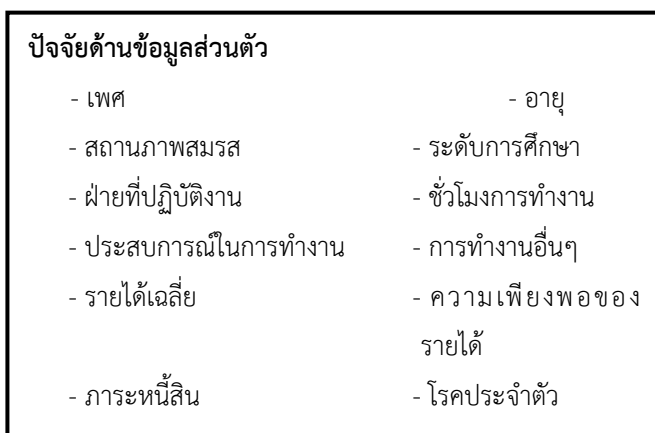 ปัจจัยด้านข้อมูลส่วนตัว
- เพศ - อายุ
- สถานภาพสมรส - ระดับการศึกษา
- ฝ่ายที่ปฏิบัติงาน - ชั่วโมงการทำงาน
- ประสบการณ์ในการทำงาน - การทำงานอื่นๆ
- รายได้เฉลี่ย - ความเพียงพอของ
รายได้
- ภาระหนี้สิน - โรคประจำตัว